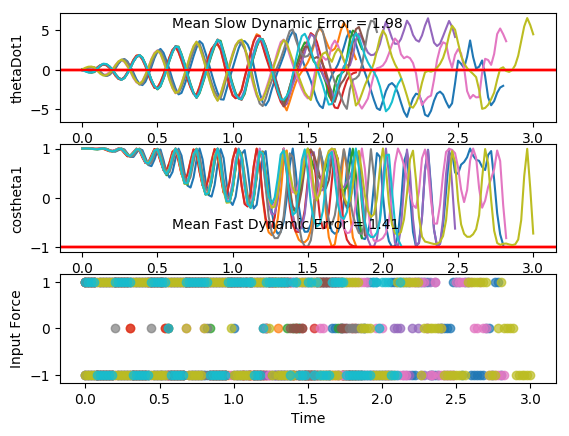 Mean Slow Dynamic Error = 1.98
thetaDot1
5
0
−5
0.0 0.5 1.0 1.5 2.0 2.5 3.0
costheta1
1
0
−1
Mean Fast Dynamic Error = 1.41
0.0 0.5 1.0 1.5 2.0 2.5 3.0
Input Force
1
0
−1
0.0 0.5 1.0 1.5 2.0 2.5 3.0
Time